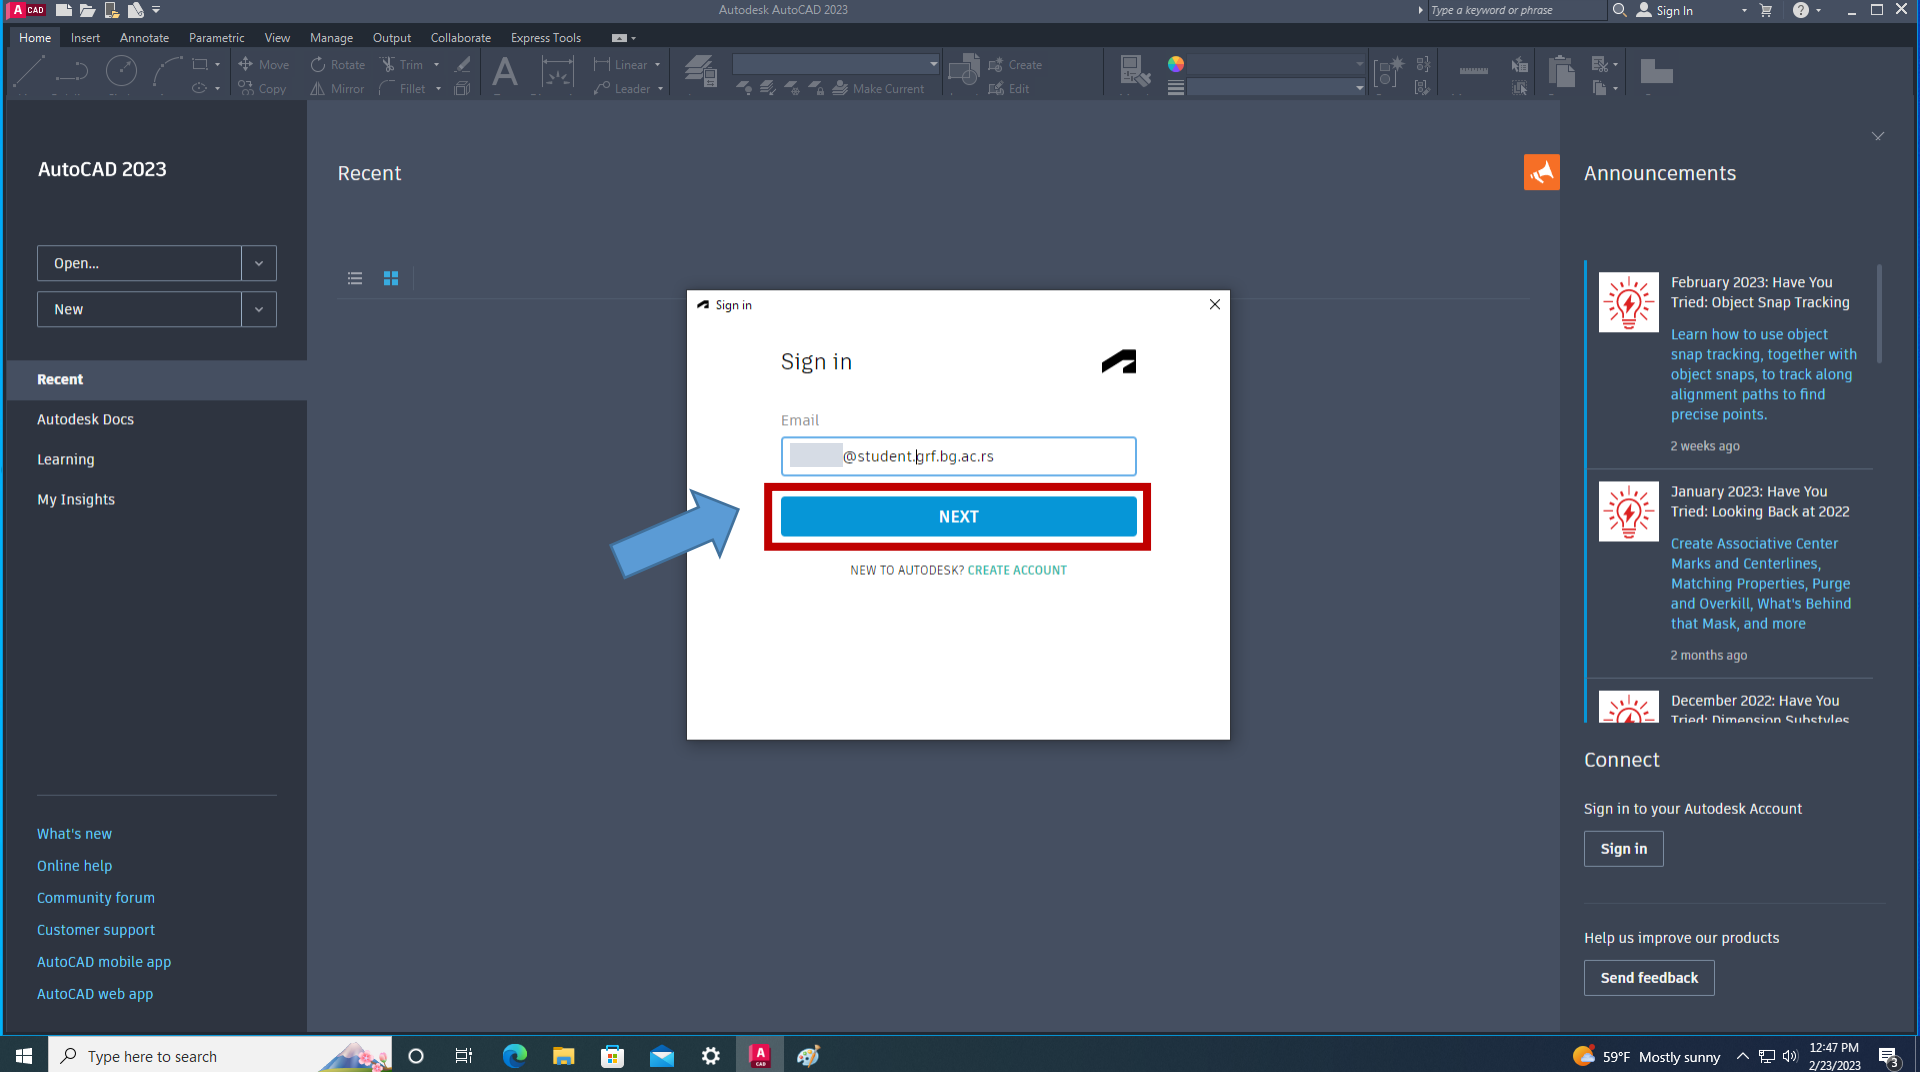 A CAD
Autodesk AutoCAD 2023
Type a keyword or phrase
Sign In
Home Insert Annotate Parametric View Manage Output Collaborate Express Tools
Move Rotate Trim Linear Create
Copy Mirror Fillet Leader Make Current Edit
AutoCAD 2023
Open...
New
Recent
Autodesk Docs
Learning
My Insights
What's new
Online help
Community forum
Customer support
AutoCAD mobile app
AutoCAD web app
Recent
Sign in
Sign in
Email
@student.grf.bg.ac.rs
NEXT
NEW TO AUTODESK? CREATE ACCOUNT
Announcements
February 2023: Have You
Tried: Object Snap Tracking
Learn how to use object
snap tracking, together with
object snaps, to track along
alignment paths to find
precise points.
2 weeks ago
January 2023: Have You
Tried: Looking Back at 2022
Create Associative Center
Marks and Centerlines,
Matching Properties, Purge
and Overkill, What's Behind
that Mask, and more
2 months ago
December 2022: Have You
Tried: Dimension Substyles
Connect
Sign in to your Autodesk Account
Sign in
Help us improve our products
Send feedback
Type here to search
A CAD
59°F Mostly sunny
12:47 PM
2/23/2023
3